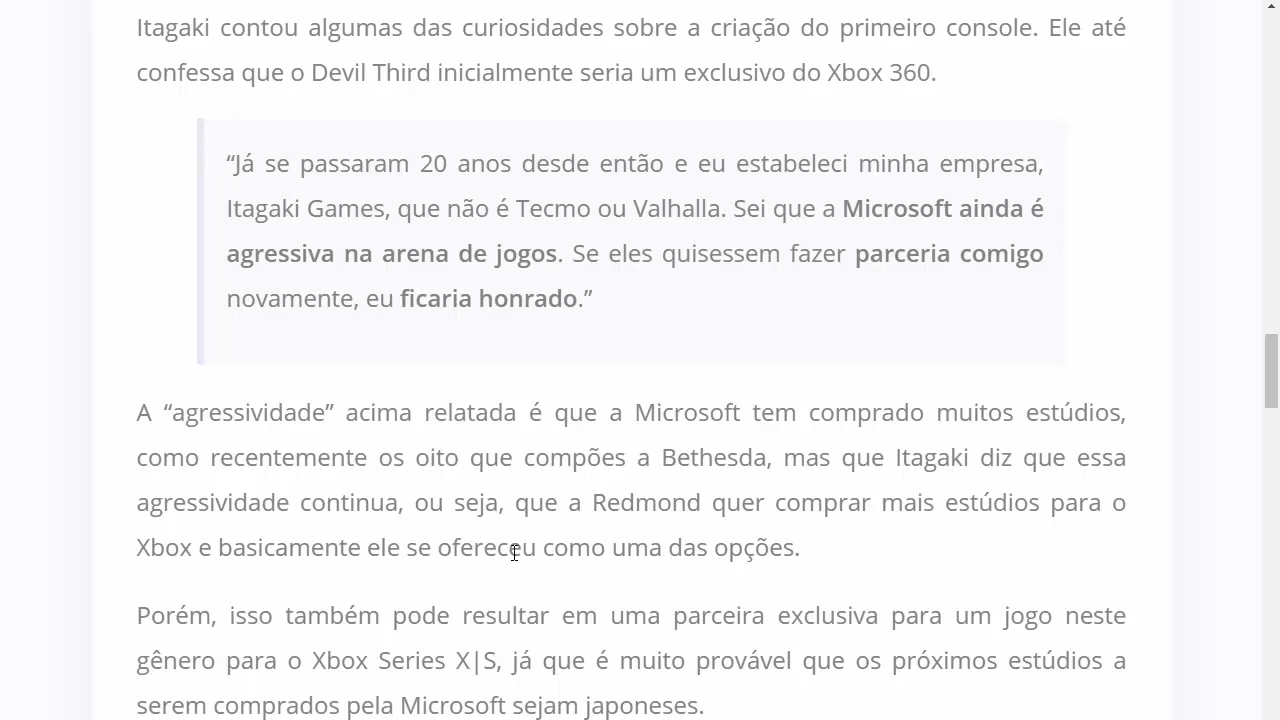 Itagaki contou algumas das curiosidades sobre a criação do primeiro console. Ele até
confessa que o Devil Third inicialmente seria um exclusivo do Xbox 360.
“Já se passaram 20 anos desde então e eu estabeleci minha empresa,
Itagaki Games, que não é Tecmo ou Valhalla. Sei que a Microsoft ainda é
agressiva na arena de jogos. Se eles quisessem fazer parceria comigo
novamente, eu ficaria honrado.”
A “agressividade” acima relatada é que a Microsoft tem comprado muitos estúdios,
como recentemente os oito que compões a Bethesda, mas que Itagaki diz que essa
agressividade continua, ou seja, que a Redmond quer comprar mais estúdios para o
Xbox e basicamente ele se ofereceu como uma das opções.
Porém, isso também pode resultar em uma parceira exclusiva para um jogo neste
gênero para o Xbox Series X|S, já que é muito provável que os próximos estúdios a
serem comprados pela Microsoft sejam japoneses.